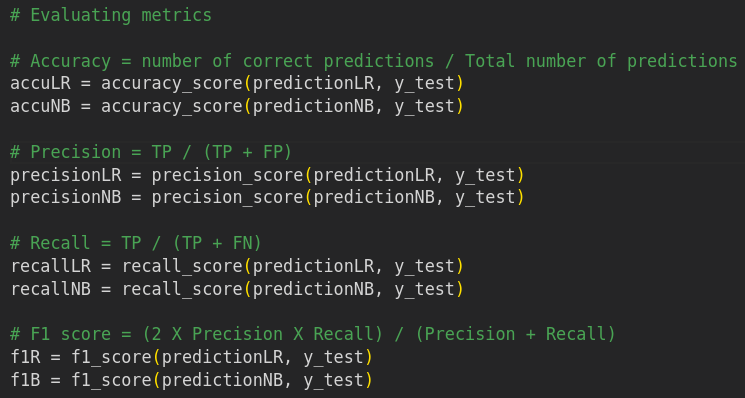 # Evaluating metrics
# Accuracy = number of correct predictions / Total number of predictions
accuLR = accuracy_score(predictionLR, y_test)
accuNB = accuracy_score(predictionNB, y_test)
# Precision = TP / (TP + FP)
precisionLR = precision_score(predictionLR, y_test)
precisionNB = precision_score(predictionNB, y_test)
# Recall = TP / (TP + FN)
recallLR = recall_score(predictionLR, y_test)
recallNB = recall_score(predictionNB, y_test)
# F1 score = (2 X Precision X Recall) / (Precision + Recall)
f1R = f1_score(predictionLR, y_test)
f1B = f1_score(predictionNB, y_test)